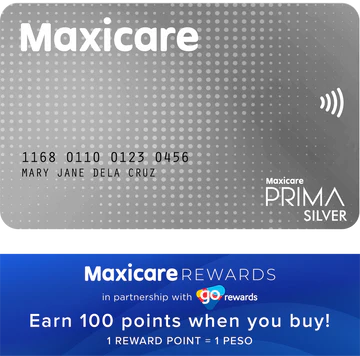 Maxicare
1168 0110 0123 0456
MARY JANE DELA CRUZ
Maxicare
PRIMA
SILVER
Maxicare REWARDS
in partnership with go rewards
Earn 100 points when you buy!
1 REWARD POINT = 1 PESO